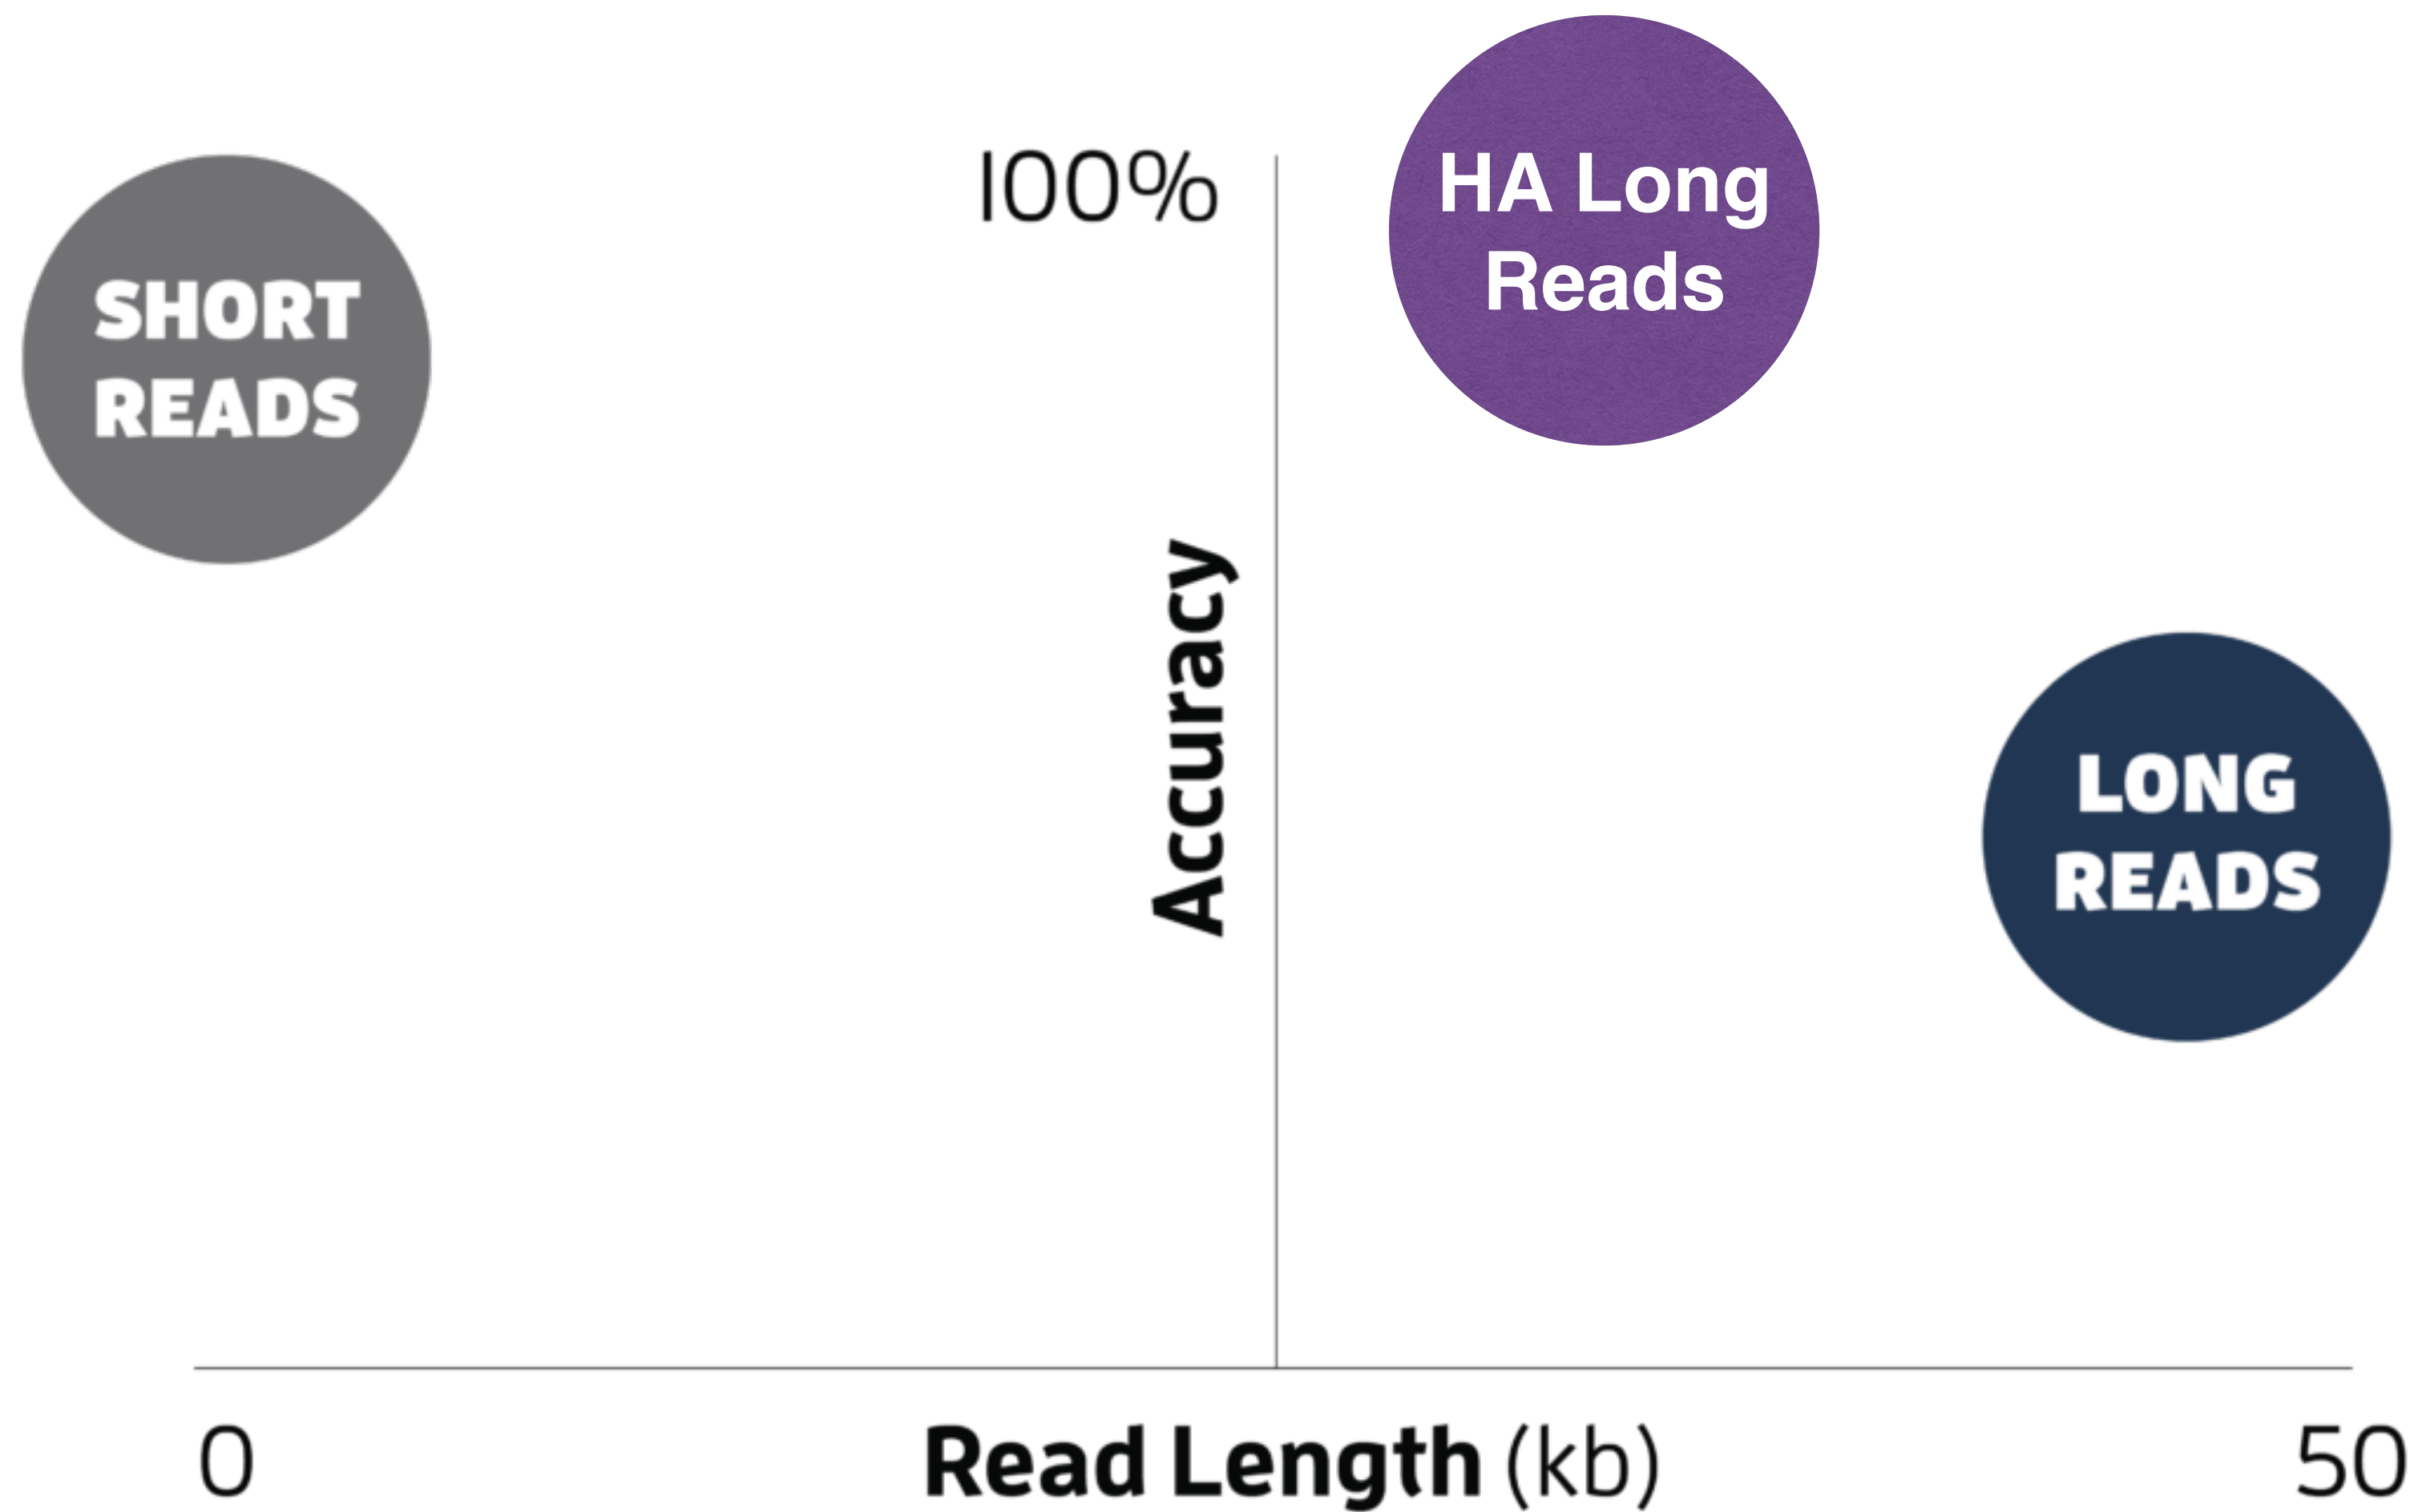 100%
HA Long
Reads
SHORT
READS
Accuracy
LONG
READS
0
Read Length (kb)
50